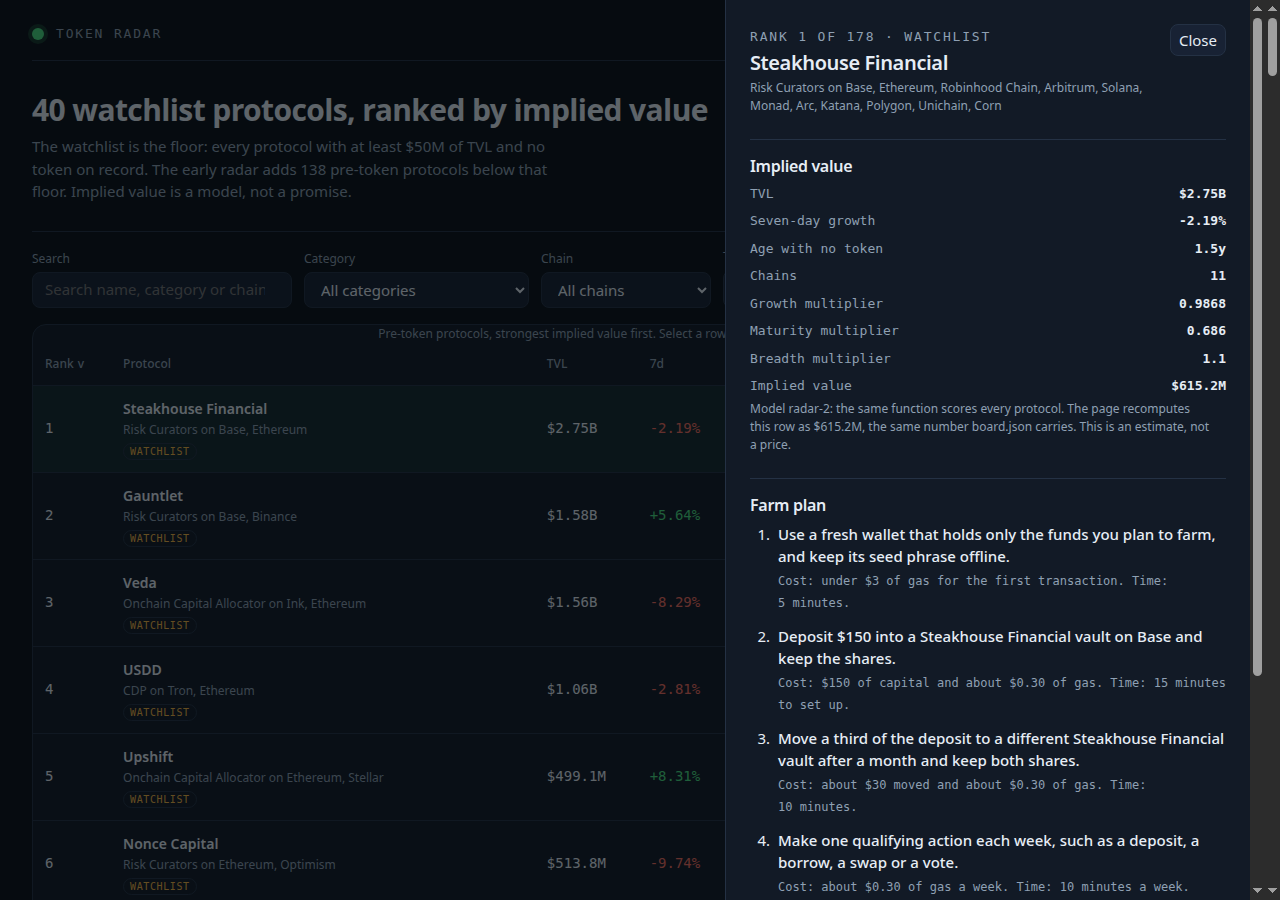 TOKEN RADAR
40 watchlist protocols, ranked by implied value
The watchlist is the floor: every protocol with at least $50M of TVL and no
token on record. The early radar adds 138 pre-token protocols below that
floor. Implied value is a model, not a promise.
Search
Category
Chain
Search name, category or chain
All categories
All chains
Pre-token protocols, strongest implied value first. Select a row
Rank v
Protocol
TVL
7d
1
Steakhouse Financial
Risk Curators on Base, Ethereum
WATCHLIST
$2.75B
-2.19%
2
Gauntlet
Risk Curators on Base, Binance
WATCHLIST
$1.58B
+5.64%
3
Veda
Onchain Capital Allocator on Ink, Ethereum
WATCHLIST
$1.56B
-8.29%
4
USDD
CDP on Tron, Ethereum
WATCHLIST
$1.06B
-2.81%
5
Upshift
Onchain Capital Allocator on Ethereum, Stellar
WATCHLIST
$499.1M
+8.31%
6
Nonce Capital
Risk Curators on Ethereum, Optimism
WATCHLIST
$513.8M
-9.74%
RANK 1 OF 178 · WATCHLIST
Close
Steakhouse Financial
Risk Curators on Base, Ethereum, Robinhood Chain, Arbitrum, Solana,
Monad, Arc, Katana, Polygon, Unichain, Corn
Implied value
TVL $2.75B
Seven-day growth -2.19%
Age with no token 1.5y
Chains 11
Growth multiplier 0.9868
Maturity multiplier 0.686
Breadth multiplier 1.1
Implied value $615.2M
Model radar-2: the same function scores every protocol. The page recomputes
this row as $615.2M, the same number board.json carries. This is an estimate, not
a price.
Farm plan
1. Use a fresh wallet that holds only the funds you plan to farm,
and keep its seed phrase offline.
Cost: under $3 of gas for the first transaction. Time:
5 minutes.
2. Deposit $150 into a Steakhouse Financial vault on Base and
keep the shares.
Cost: $150 of capital and about $0.30 of gas. Time: 15 minutes
to set up.
3. Move a third of the deposit to a different Steakhouse Financial
vault after a month and keep both shares.
Cost: about $30 moved and about $0.30 of gas. Time:
10 minutes.
4. Make one qualifying action each week, such as a deposit, a
borrow, a swap or a vote.
Cost: about $0.30 of gas a week. Time: 10 minutes a week.